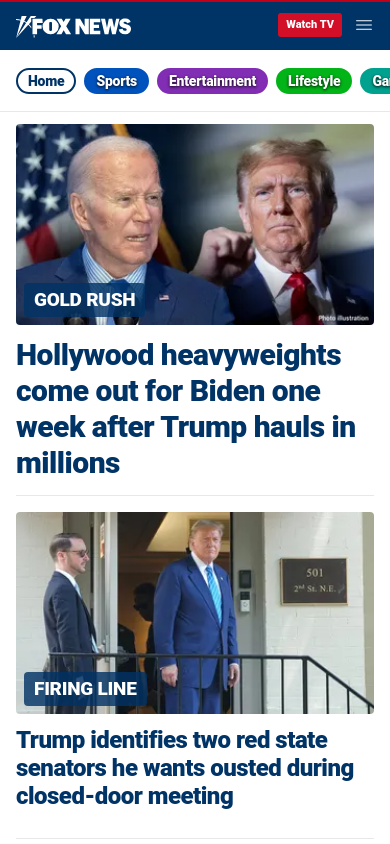 FOX NEWS
Watch TV
Home
Sports
Entertainment
Lifestyle
Ga
GOLD RUSH
Photo illustration
Hollywood heavyweights
come out for Biden one
week after Trump hauls in
millions
501
2nd St. N.E.
FIRING LINE
Trump identifies two red state
senators he wants ousted during
closed-door meeting